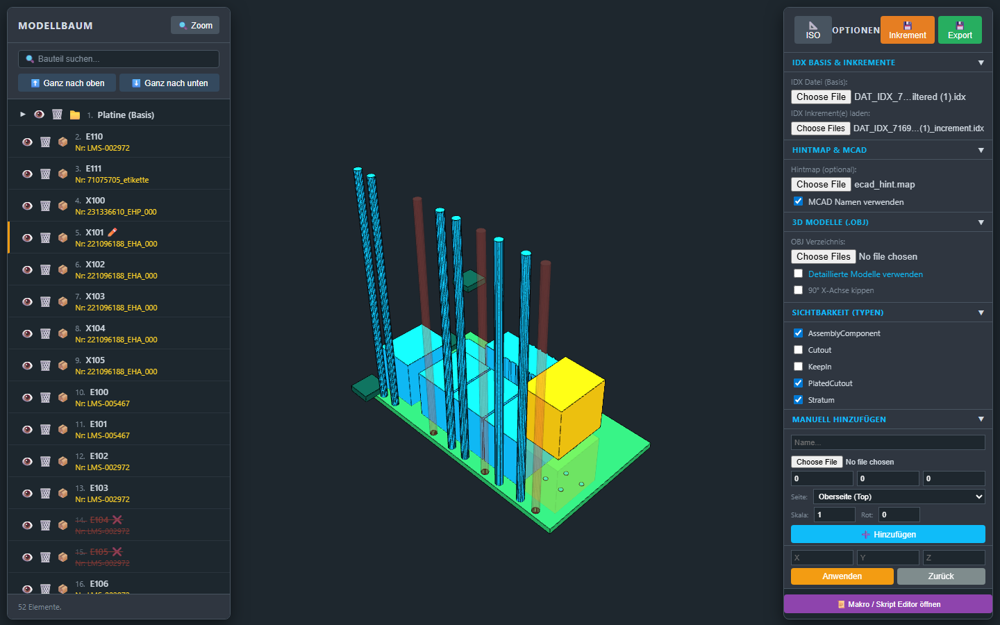 MODELLBAUM
Zoom
Bauteil suchen...
Ganz nach oben
Ganz nach unten
1. Platine (Basis)
2. E110
Nr: LMS-002972
3. E111
Nr: 71075705_etikette
4. X100
Nr: 231336610_EHP_000
5. X101
Nr: 221096188_EHA_000
6. X102
Nr: 221096188_EHA_000
7. X103
Nr: 221096188_EHA_000
8. X104
Nr: 221096188_EHA_000
9. X105
Nr: 221096188_EHA_000
10. E100
Nr: LMS-005467
11. E101
Nr: LMS-005467
12. E102
Nr: LMS-002972
13. E103
Nr: LMS-002972
14. E104
Nr: LMS-002972
15. E105
Nr: LMS-002972
16. E106
52 Elemente.
ISO
OPTIONEN
Inkrement
Export
IDX BASIS & INKREMENTE
IDX Datei (Basis):
Choose File DAT_IDX_7...iltered (1).idx
IDX Inkrement(e) laden:
Choose Files DAT_IDX_7169...(1)_increment.idx
HINTMAP & MCAD
Hintmap (optional):
Choose File ecad_hint.map
MCAD Namen verwenden
3D MODELLE (.OBJ)
OBJ Verzeichnis:
Choose Files No file chosen
Detaillierte Modelle verwenden
90° X-Achse kippen
SICHTBARKEIT (TYPEN)
AssemblyComponent
Cutout
KeepIn
PlatedCutout
Stratum
MANUELL HINZUFÜGEN
Name...
Choose File No file chosen
0 0 0
Seite: Oberseite (Top)
Skala: 1 Rot: 0
Hinzufügen
X Y Z
Anwenden
Zurück
Makro / Skript Editor öffnen